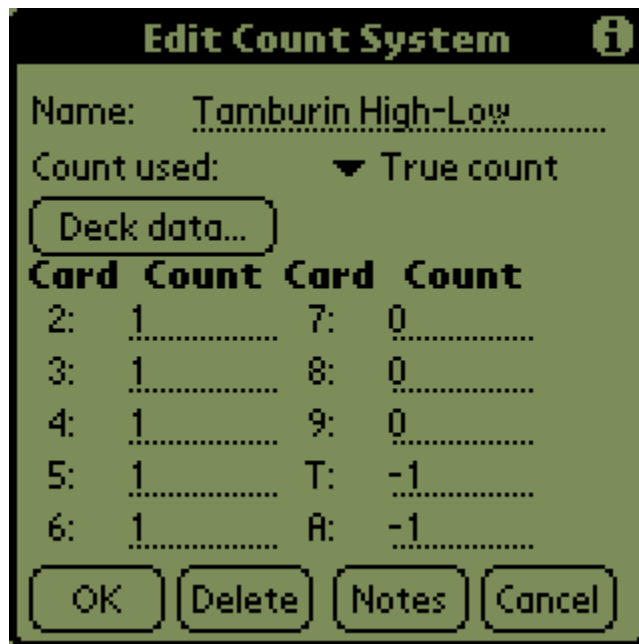 Edit Count System i
Name: Tamburin High-Low
Count used: True count
Deck data...
Card Count Card Count
2: 1 7: 0
3: 1 8: 0
4: 1 9: 0
5: 1 T: -1
6: 1 A: -1
OK Delete Notes Cancel